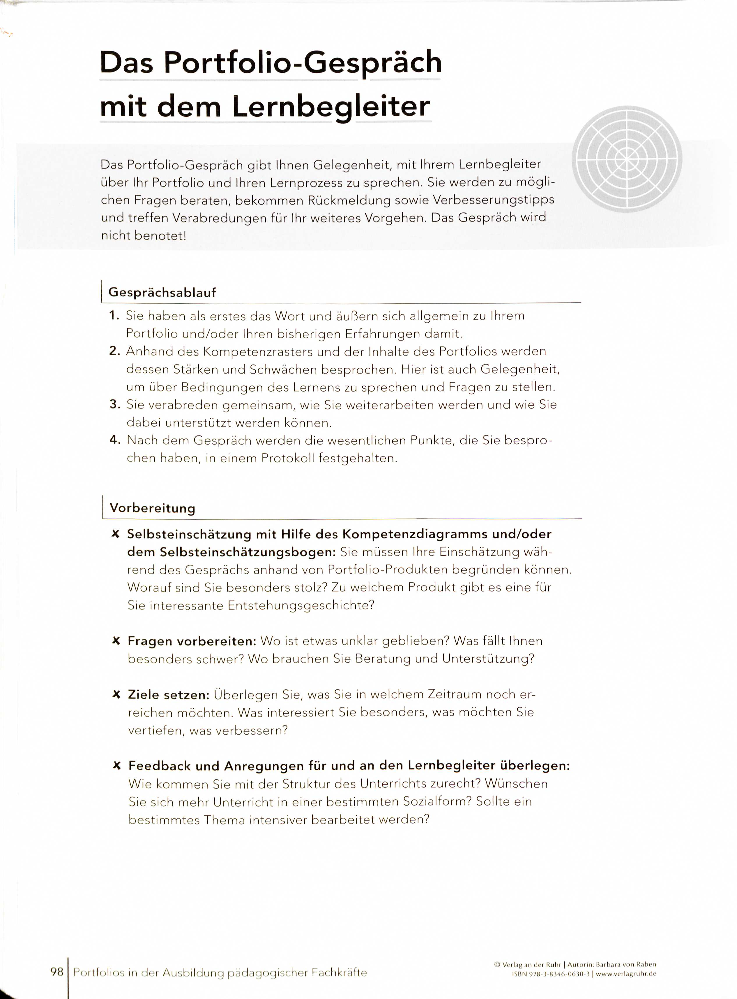 Das Portfolio-Gespräch
mit dem Lernbegleiter
Das Portfolio-Gespräch gibt Ihnen Gelegenheit, mit Ihrem Lernbegleiter
über Ihr Portfolio und Ihren Lernprozess zu sprechen. Sie werden zu mögli-
chen Fragen beraten, bekommen Rückmeldung sowie Verbesserungstipps
und treffen Verabredungen für Ihr weiteres Vorgehen. Das Gespräch wird
nicht benotet!
Gesprächsablauf
1. Sie haben als erstes das Wort und äußern sich allgemein zu Ihrem
Portfolio und/oder Ihren bisherigen Erfahrungen damit.
2. Anhand des Kompetenzrasters und der Inhalte des Portfolios werden
dessen Stärken und Schwächen besprochen. Hier ist auch Gelegenheit,
um über Bedingungen des Lernens zu sprechen und Fragen zu stellen.
3. Sie verabreden gemeinsam, wie Sie weiterarbeiten werden und wie Sie
dabei unterstützt werden können.
4. Nach dem Gespräch werden die wesentlichen Punkte, die Sie bespro-
chen haben, in einem Protokoll festgehalten.
Vorbereitung
✗ Selbsteinschätzung mit Hilfe des Kompetenzdiagramms und/oder
dem Selbsteinschätzungsbogen: Sie müssen Ihre Einschätzung wäh-
rend des Gesprächs anhand von Portfolio-Produkten begründen können.
Worauf sind Sie besonders stolz? Zu welchem Produkt gibt es eine für
Sie interessante Entstehungsgeschichte?
✗ Fragen vorbereiten: Wo ist etwas unklar geblieben? Was fällt Ihnen
besonders schwer? Wo brauchen Sie Beratung und Unterstützung?
✗ Ziele setzen: Überlegen Sie, was Sie in welchem Zeitraum noch er-
reichen möchten. Was interessiert Sie besonders, was möchten Sie
vertiefen, was verbessern?
✗ Feedback und Anregungen für und an den Lernbegleiter überlegen:
Wie kommen Sie mit der Struktur des Unterrichts zurecht? Wünschen
Sie sich mehr Unterricht in einer bestimmten Sozialform? Sollte ein
bestimmtes Thema intensiver bearbeitet werden?
98 | Portfolios in der Ausbildung pädagogischer Fachkräfte
© Verlag an der Ruhr | Autorin: Barbara von Raben
ISBN 978-3-8346-0630-3 | www.verlagruhr.de